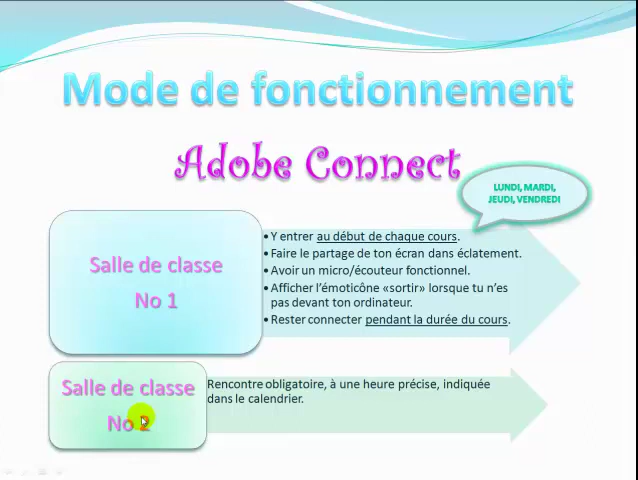 Mode de fonctionnement
Adobe Connect
LUNDI, MARDI,
JEUDI, VENDREDI
Salle de classe
No 1
• Y entrer au début de chaque cours.
• Faire le partage de ton écran dans éclatement.
• Avoir un micro/écouteur fonctionnel.
• Afficher l’émoticône «sortir» lorsque tu n’es
pas devant ton ordinateur.
• Rester connecter pendant la durée du cours.
Salle de classe
No 2
Rencontre obligatoire, à une heure précise, indiquée
dans le calendrier.